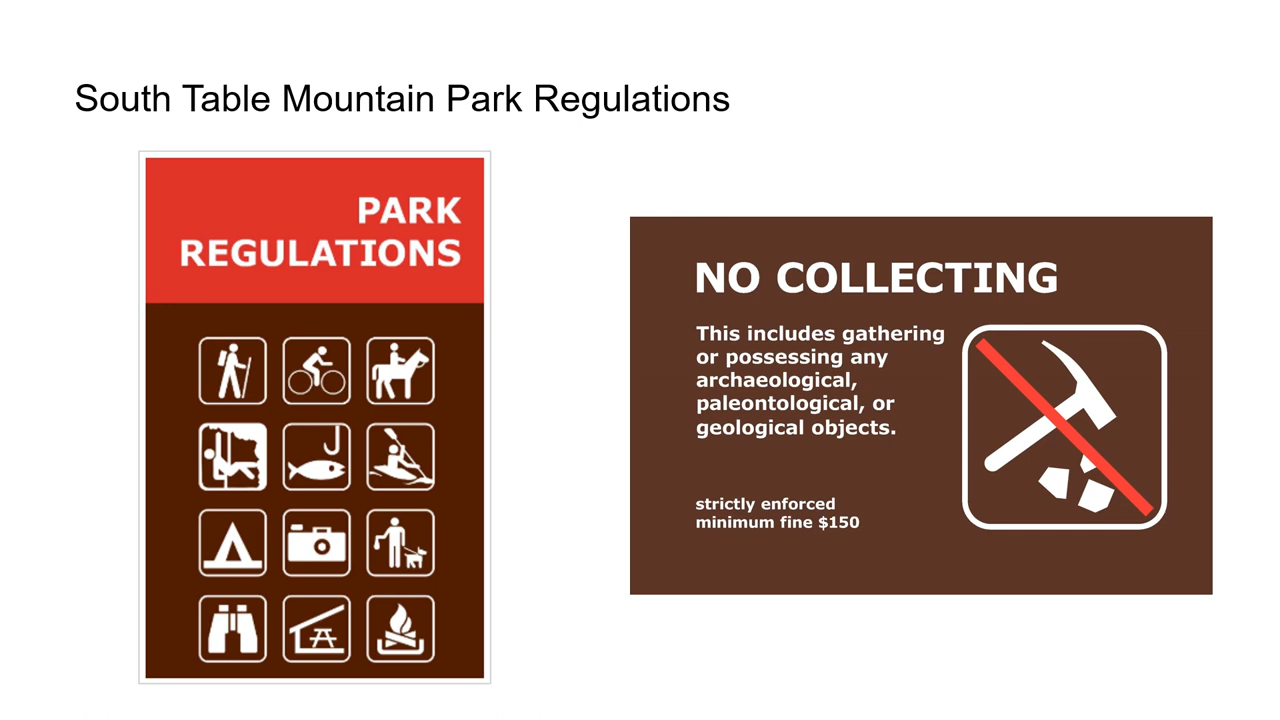 South Table Mountain Park Regulations
PARK
REGULATIONS
NO COLLECTING
This includes gathering
or possessing any
archaeological,
paleontological, or
geological objects.
strictly enforced
minimum fine $150